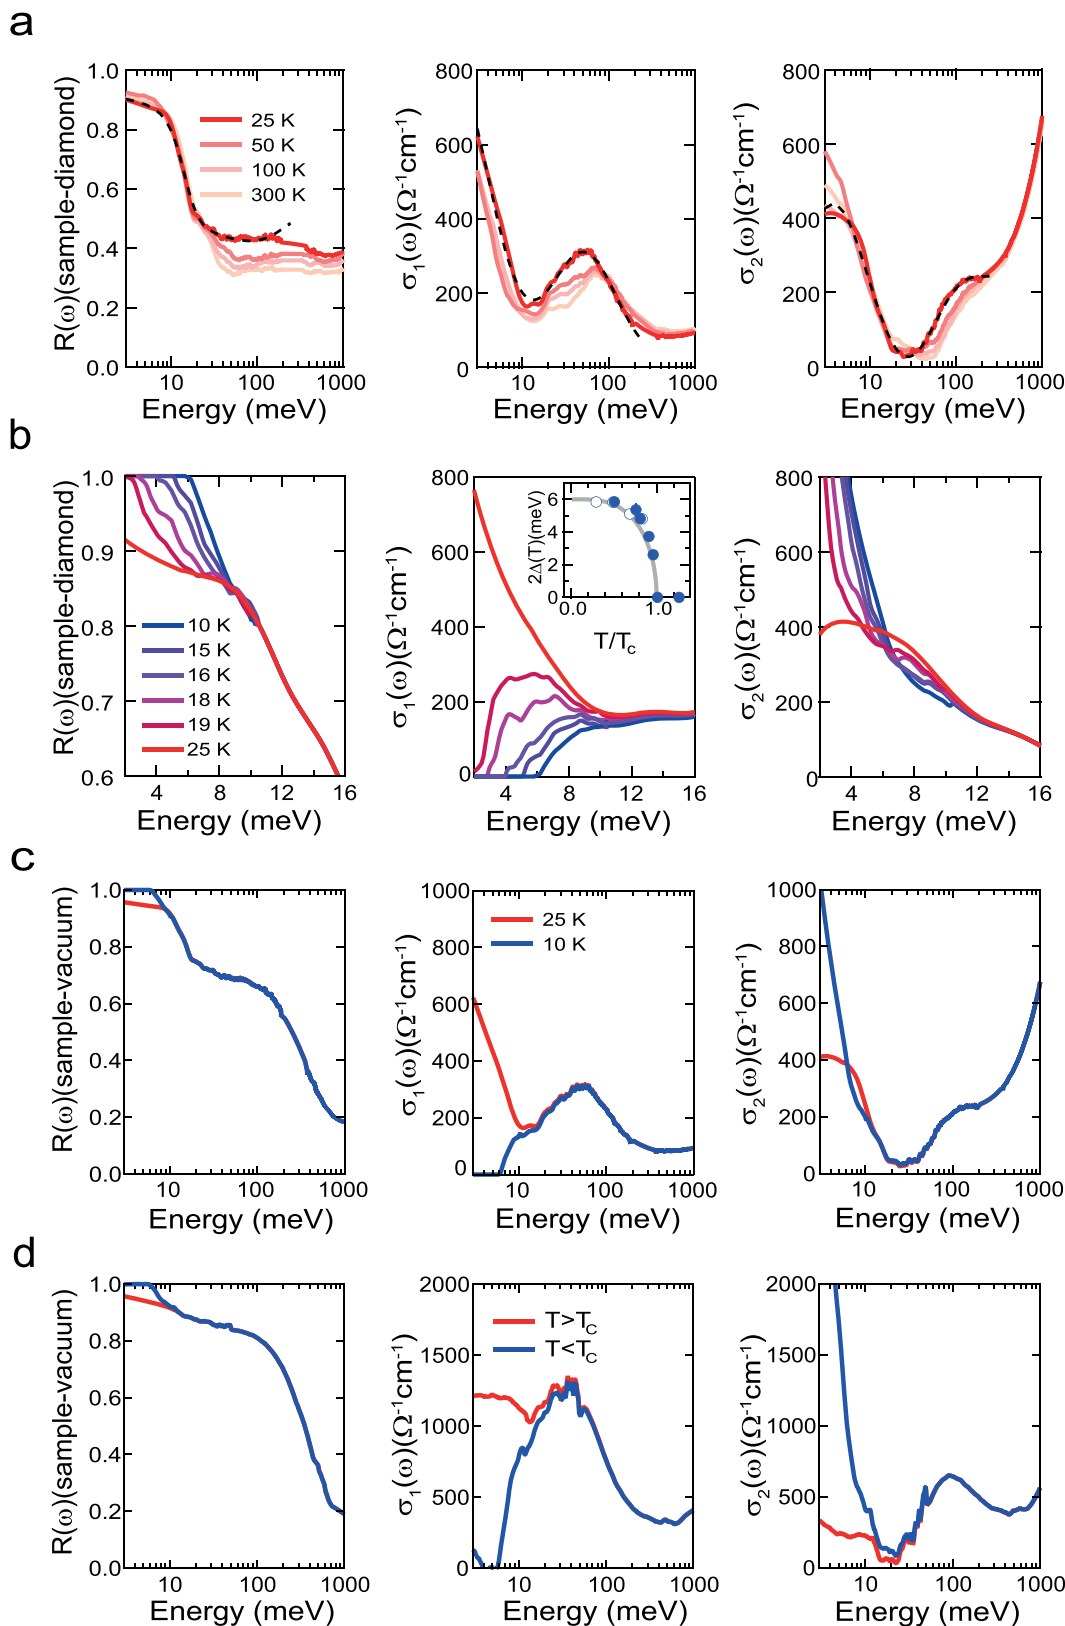 a
R(ω)(sample-diamond)
1.0
0.8
0.6
0.4
0.2
0.0
25 K
50 K
100 K
300 K
10 100 1000
Energy (meV)
σ1(ω)(Ω-1cm-1)
800
600
400
200
0
10 100 1000
Energy (meV)
σ2(ω)(Ω-1cm-1)
800
600
400
200
0
10 100 1000
Energy (meV)
b
R(ω)(sample-diamond)
1.0
0.9
0.8
0.7
0.6
10 K
15 K
16 K
18 K
19 K
25 K
4 8 12 16
Energy (meV)
σ1(ω)(Ω-1cm-1)
800
600
400
200
0
2Δ(T)(meV)
6
4
2
0
0.0 1.0
T/Tc
4 8 12 16
Energy (meV)
σ2(ω)(Ω-1cm-1)
800
600
400
200
0
4 8 12 16
Energy (meV)
c
R(ω)(sample-vacuum)
1.0
0.8
0.6
0.4
0.2
0.0
10 100 1000
Energy (meV)
σ1(ω)(Ω-1cm-1)
1000
800
600
400
200
0
25 K
10 K
10 100 1000
Energy (meV)
σ2(ω)(Ω-1cm-1)
1000
800
600
400
200
0
10 100 1000
Energy (meV)
d
R(ω)(sample-vacuum)
1.0
0.8
0.6
0.4
0.2
0.0
10 100 1000
Energy (meV)
σ1(ω)(Ω-1cm-1)
2000
1500
1000
500
0
T>TC
T<TC
10 100 1000
Energy (meV)
σ2(ω)(Ω-1cm-1)
2000
1500
1000
500
0
10 100 1000
Energy (meV)